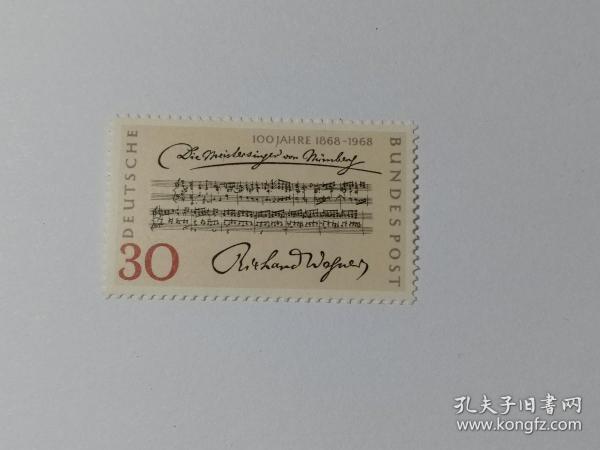 100 JAHRE 1868-1968
Die Meistersinger von Nürnberg
DEUTSCHE
BUNDESPOST
30
Richard Wagner
孔夫子旧书网
www.kongfz.com